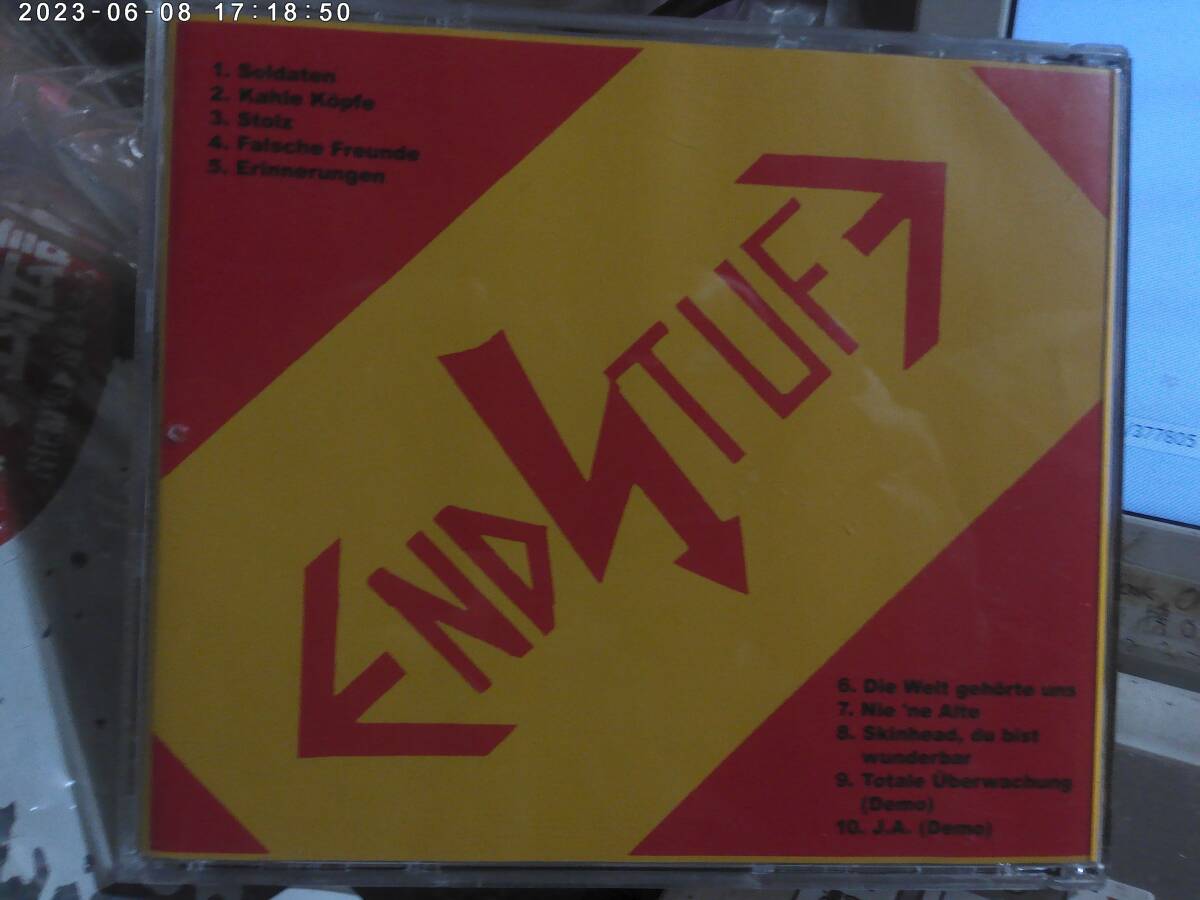 2023-06-08 17:18:50
1. Soldaten
2. Kahle Köpfe
3. Stolz
4. Falsche Freunde
5. Erinnerungen
ENDSTUFE
/377805
6. Die Welt gehörte uns
7. Nie 'ne Alte
8. Skinhead, du bist
wunderbar
9. Totale Überwachung
(Demo)
10. J.A. (Demo)